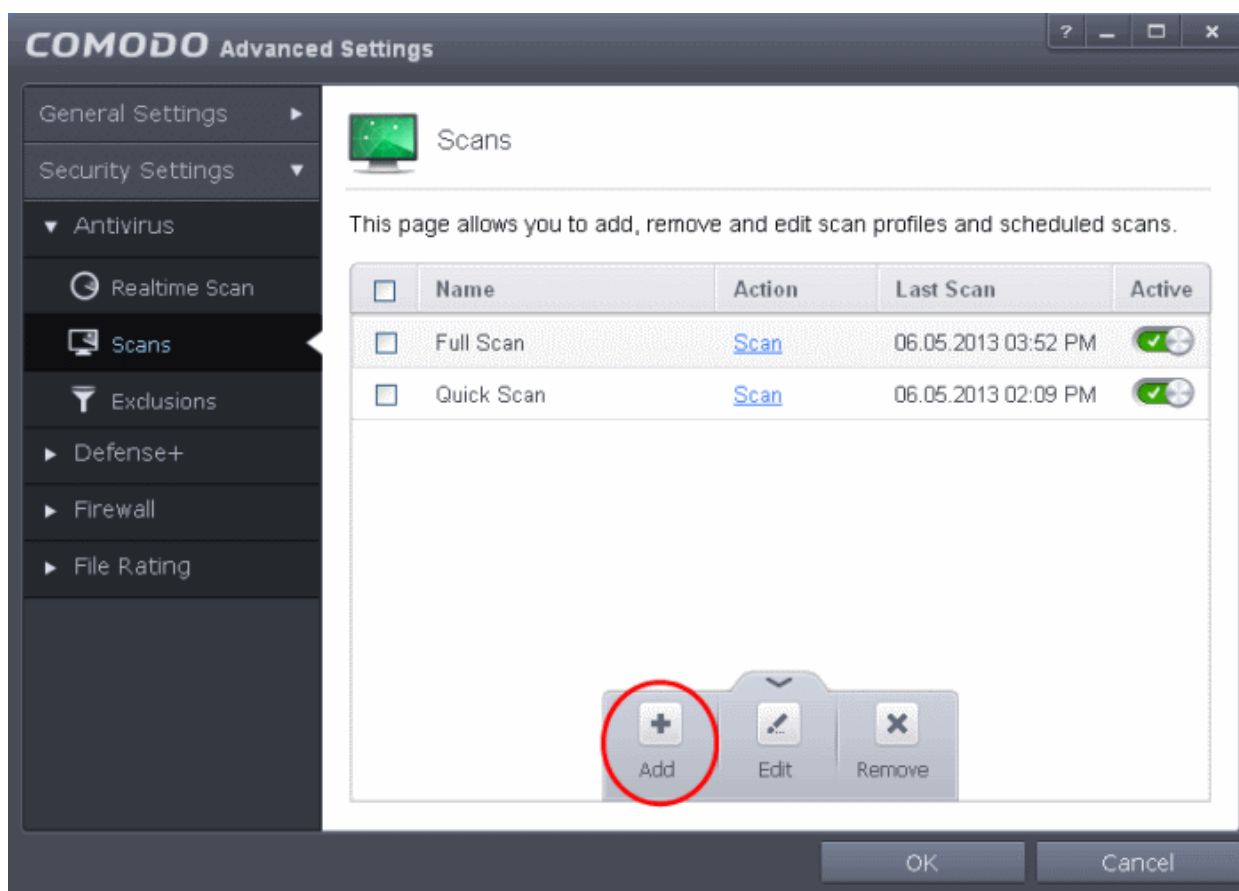 COMODO Advanced Settings
?
General Settings
Security Settings
Antivirus
Realtime Scan
Scans
Exclusions
Defense+
Firewall
File Rating
Scans
This page allows you to add, remove and edit scan profiles and scheduled scans.
Name Action Last Scan Active
Full Scan Scan 06.05.2013 03:52 PM
Quick Scan Scan 06.05.2013 02:09 PM
Add Edit Remove
OK Cancel